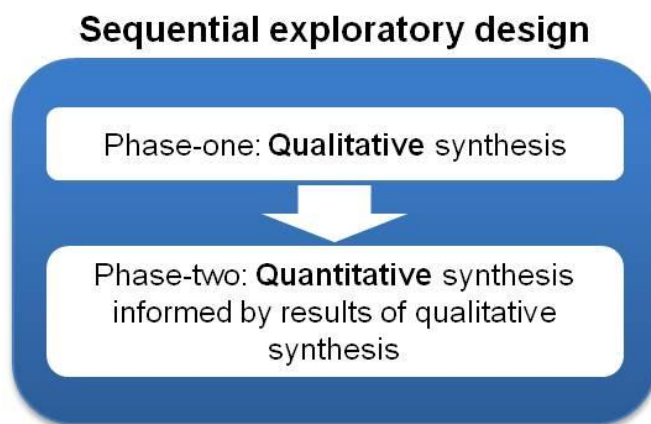 Sequential exploratory design
Phase-one: Qualitative synthesis
Phase-two: Quantitative synthesis
informed by results of qualitative
synthesis